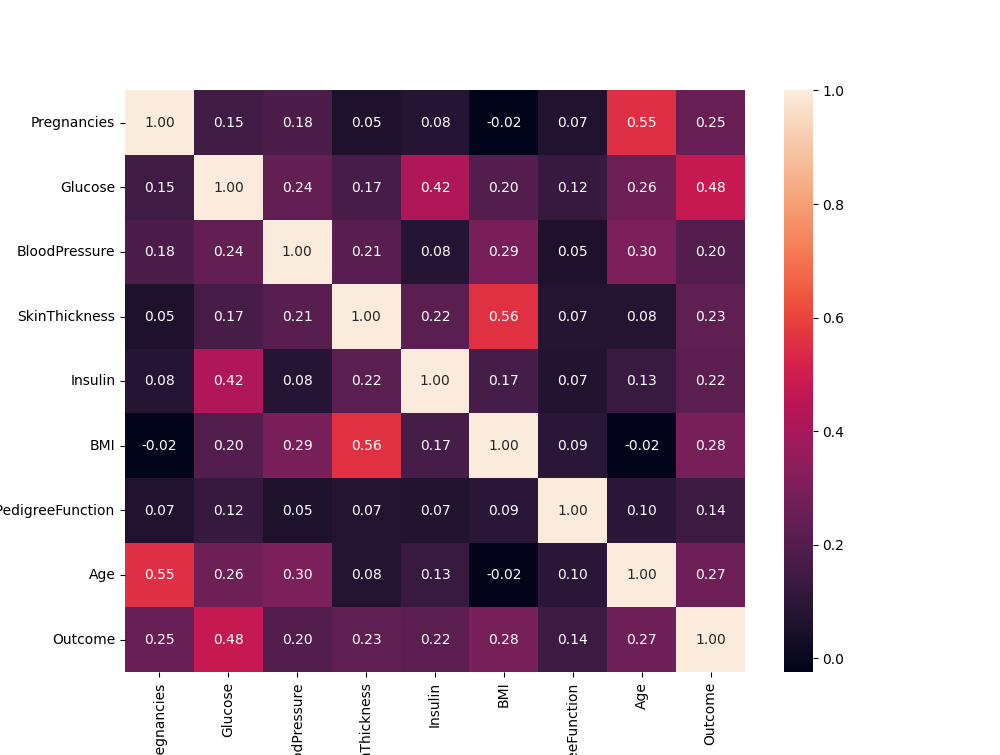 Pregnancies 1.00 0.15 0.18 0.05 0.08 -0.02 0.07 0.55 0.25
Glucose 0.15 1.00 0.24 0.17 0.42 0.20 0.12 0.26 0.48
BloodPressure 0.18 0.24 1.00 0.21 0.08 0.29 0.05 0.30 0.20
SkinThickness 0.05 0.17 0.21 1.00 0.22 0.56 0.07 0.08 0.23
Insulin 0.08 0.42 0.08 0.22 1.00 0.17 0.07 0.13 0.22
BMI -0.02 0.20 0.29 0.56 0.17 1.00 0.09 -0.02 0.28
PedigreeFunction 0.07 0.12 0.05 0.07 0.07 0.09 1.00 0.10 0.14
Age 0.55 0.26 0.30 0.08 0.13 -0.02 0.10 1.00 0.27
Outcome 0.25 0.48 0.20 0.23 0.22 0.28 0.14 0.27 1.00
egnancies
Glucose
odPressure
nThickness
Insulin
BMI
eeFunction
Age
Outcome
1.0
0.8
0.6
0.4
0.2
0.0